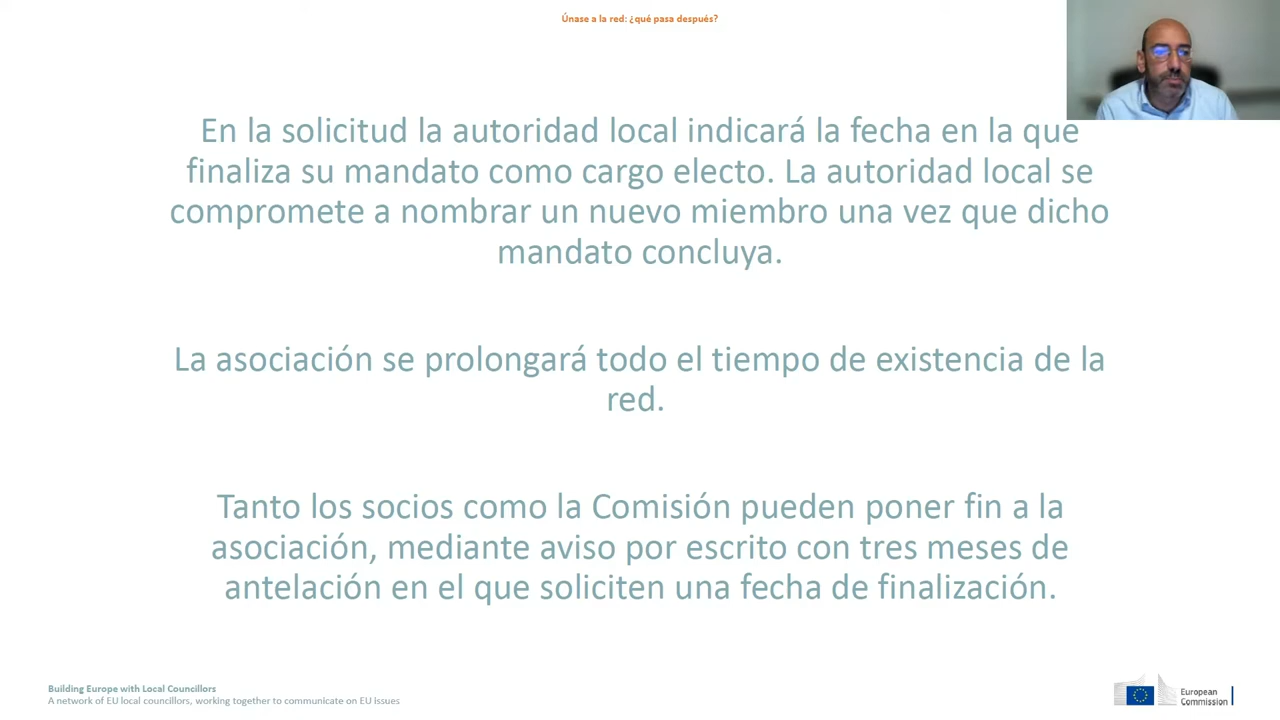 Únase a la red: ¿qué pasa después?
En la solicitud la autoridad local indicará la fecha en la que
finaliza su mandato como cargo electo. La autoridad local se
compromete a nombrar un nuevo miembro una vez que dicho
mandato concluya.
La asociación se prolongará todo el tiempo de existencia de la
red.
Tanto los socios como la Comisión pueden poner fin a la
asociación, mediante aviso por escrito con tres meses de
antelación en el que soliciten una fecha de finalización.
Building Europe with Local Councillors
A network of EU local councillors, working together to communicate on EU issues
European
Commission